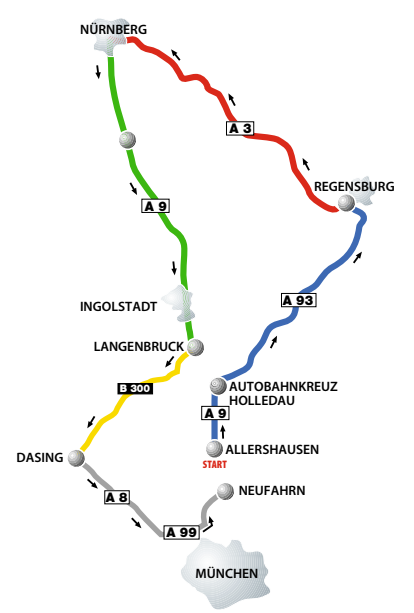 NÜRNBERG
A 3
REGENSBURG
A 9
A 93
INGOLSTADT
LANGENBRUCK
B 300
AUTOBAHNKREUZ
HOLLEDAU
A 9
ALLERSHAUSEN
START
DASING
NEUFAHRN
A 8
A 99
MÜNCHEN